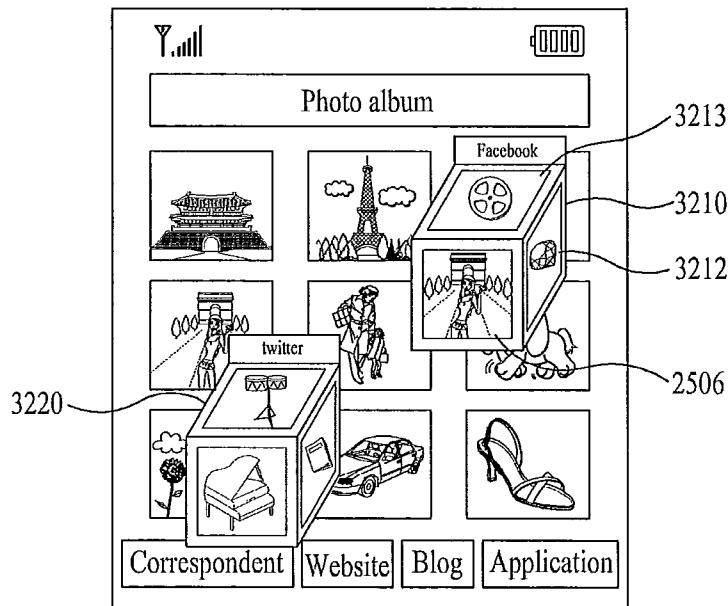 Photo album
3213
Facebook
3210
3212
twitter
2506
3220
Correspondent
Website
Blog
Application